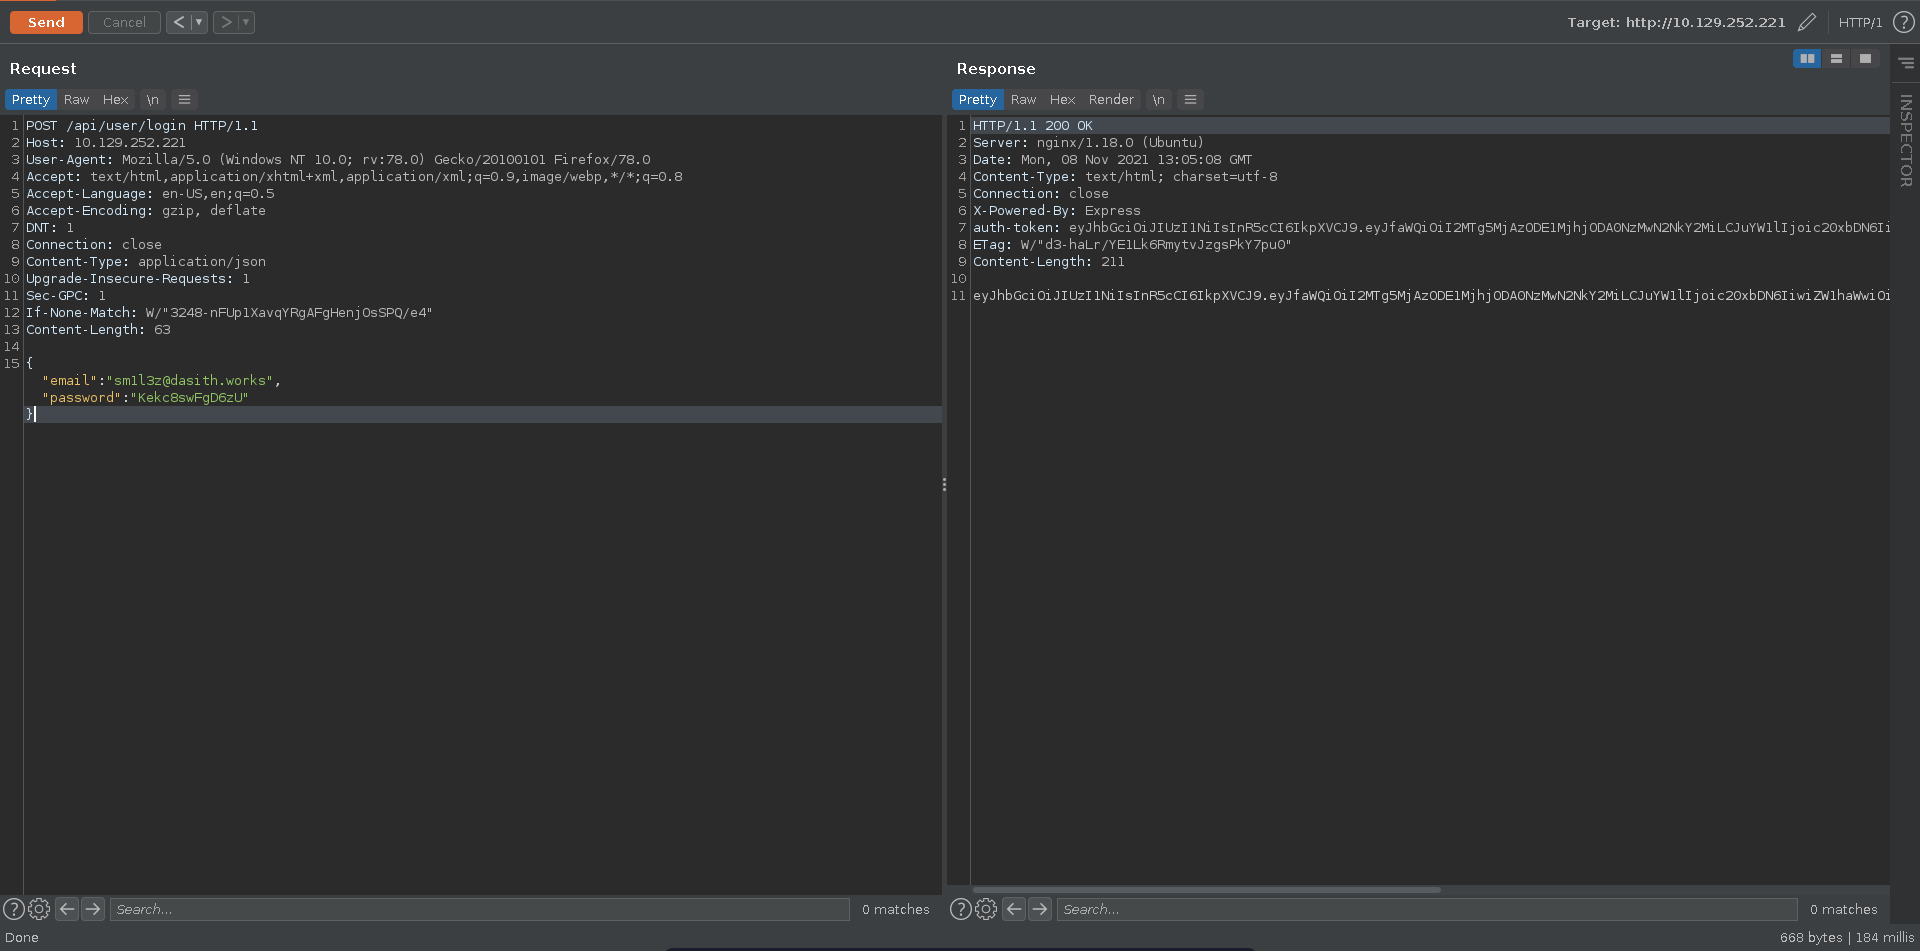 Send Cancel < ▾ > ▾ Target: http://10.129.252.221 HTTP/1 ?
Request
Pretty Raw Hex \n
1 POST /api/user/login HTTP/1.1
2 Host: 10.129.252.221
3 User-Agent: Mozilla/5.0 (Windows NT 10.0; rv:78.0) Gecko/20100101 Firefox/78.0
4 Accept: text/html,application/xhtml+xml,application/xml;q=0.9,image/webp,*/*;q=0.8
5 Accept-Language: en-US,en;q=0.5
6 Accept-Encoding: gzip, deflate
7 DNT: 1
8 Connection: close
9 Content-Type: application/json
10 Upgrade-Insecure-Requests: 1
11 Sec-GPC: 1
12 If-None-Match: W/"3248-nFUp1XavqYRgAFgHenjOsSPQ/e4"
13 Content-Length: 63
14
15 {
"email":"sm1l3z@dasith.works",
"password":"Kekc8swFgD6zU"
}
Search... 0 matches
Response
Pretty Raw Hex Render \n
1 HTTP/1.1 200 OK
2 Server: nginx/1.18.0 (Ubuntu)
3 Date: Mon, 08 Nov 2021 13:05:08 GMT
4 Content-Type: text/html; charset=utf-8
5 Connection: close
6 X-Powered-By: Express
7 auth-token: eyJhbGciOiJIUzI1NiIsInR5cCI6IkpXVCJ9.eyJfaWQiOiI2MTg5MjAzODE1MjhjODA0NzMwN2NkY2MiLCJuYW1lIjoic20xbDN6Ii
8 ETag: W/"d3-haLr/YE1Lk6RmytvJzgsPkY7pu0"
9 Content-Length: 211
10
11 eyJhbGciOiJIUzI1NiIsInR5cCI6IkpXVCJ9.eyJfaWQiOiI2MTg5MjAzODE1MjhjODA0NzMwN2NkY2MiLCJuYW1lIjoic20xbDN6IiwiZW1haWwiOi
Search... 0 matches
INSPECTOR
Done
668 bytes | 184 millis